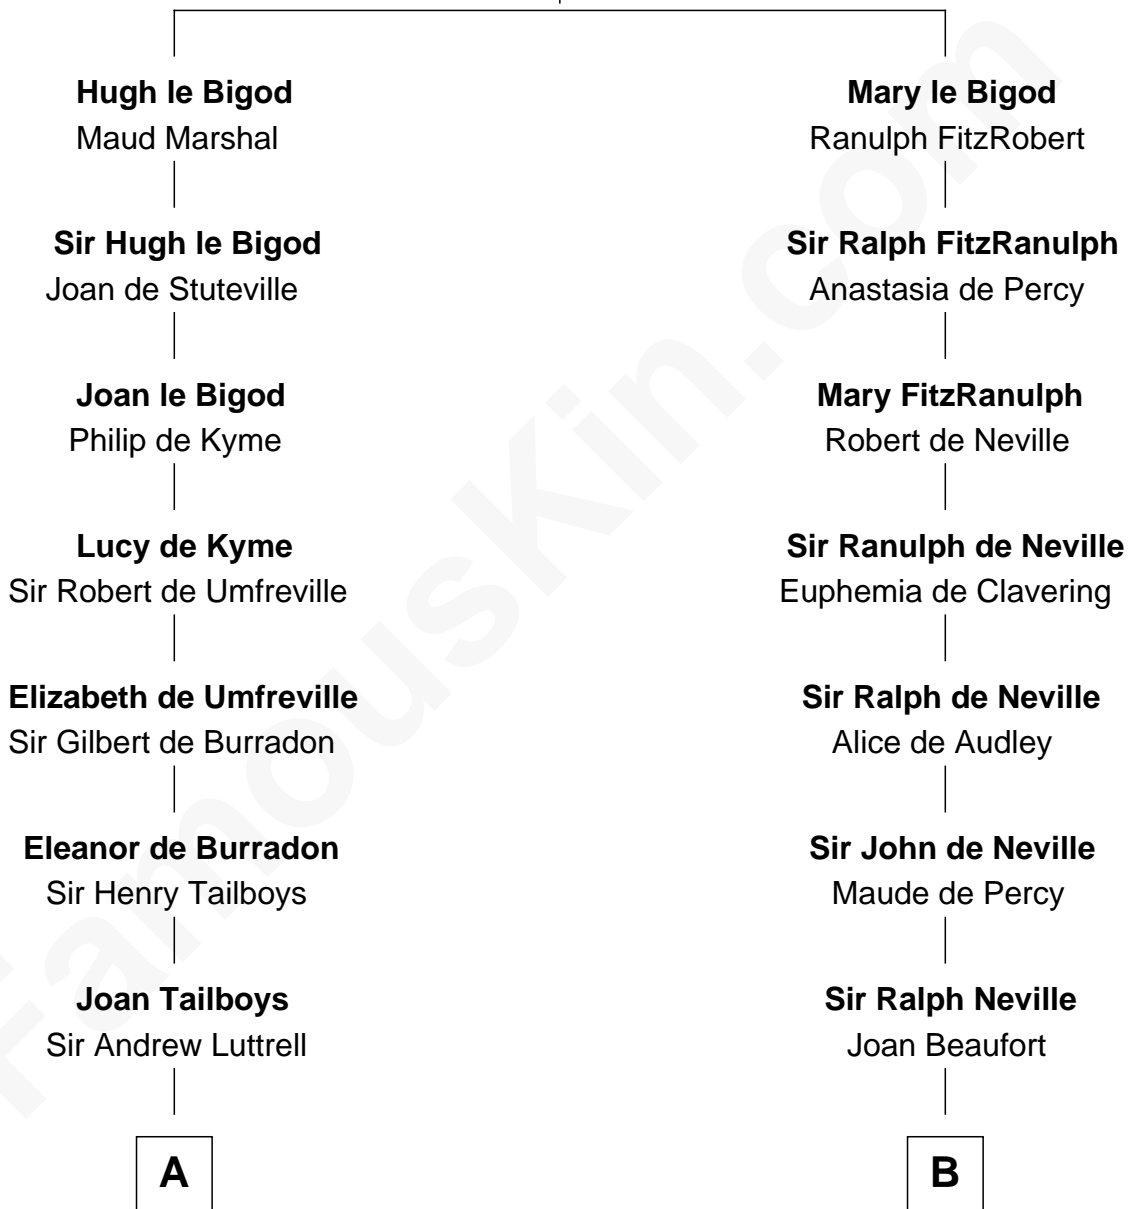 Hugh le Bigod
Maud Marshal
Sir Hugh le Bigod
Joan de Stuteville
Joan le Bigod
Philip de Kyme
Lucy de Kyme
Sir Robert de Umfreville
Elizabeth de Umfreville
Sir Gilbert de Burradon
Eleanor de Burradon
Sir Henry Tailboys
Joan Tailboys
Sir Andrew Luttrell
A
Mary le Bigod
Ranulph FitzRobert
Sir Ralph FitzRanulph
Anastasia de Percy
Mary FitzRanulph
Robert de Neville
Sir Ranulph de Neville
Euphemia de Clavering
Sir Ralph de Neville
Alice de Audley
Sir John de Neville
Maude de Percy
Sir Ralph Neville
Joan Beaufort
B
FamousKin.com